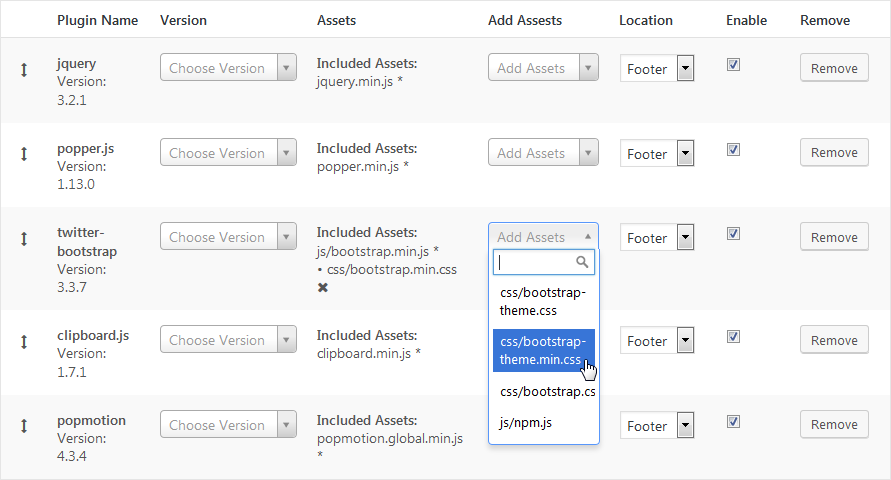 Plugin Name Version Assets Add Assests Location Enable Remove
jquery
Version:
3.2.1
Choose Version
Included Assets:
jquery.min.js *
Add Assets
Footer
Remove
popper.js
Version:
1.13.0
Choose Version
Included Assets:
popper.min.js *
Add Assets
Footer
Remove
twitter-
bootstrap
Version:
3.3.7
Choose Version
Included Assets:
js/bootstrap.min.js *
• css/bootstrap.min.css
✖
Add Assets
css/bootstrap-
theme.css
css/bootstrap-
theme.min.css
css/bootstrap.cs
js/npm.js
Footer
Remove
clipboard.js
Version:
1.7.1
Choose Version
Included Assets:
clipboard.min.js *
Footer
Remove
popmotion
Version:
4.3.4
Choose Version
Included Assets:
popmotion.global.min.js
*
Footer
Remove